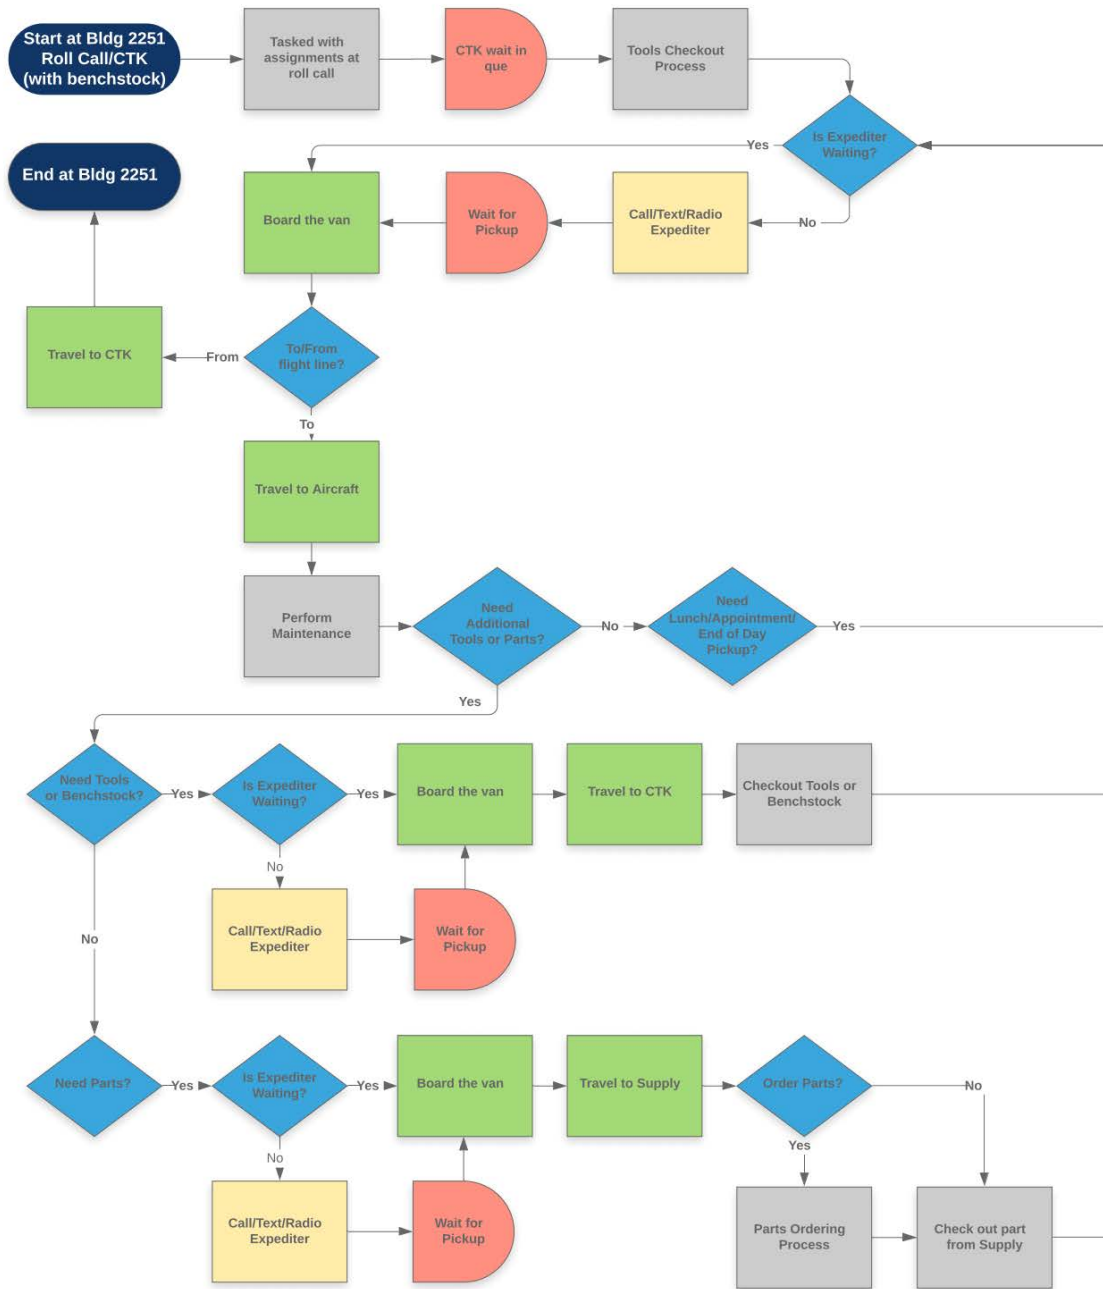 Start at Bldg 2251
Roll Call/CTK
(with benchstock)
Tasked with
assignments at
roll call
CTK wait in
que
Tools Checkout
Process
Is Expediter
Waiting?
Yes
No
End at Bldg 2251
Board the van
Wait for
Pickup
Call/Text/Radio
Expediter
Travel to CTK
From
To/From
flight line?
To
Travel to Aircraft
Perform
Maintenance
Need
Additional
Tools or Parts?
No
Need
Lunch/Appointment/
End of Day
Pickup?
Yes
Yes
Need Tools
or Benchstock?
Yes
Is Expediter
Waiting?
Yes
Board the van
Travel to CTK
Checkout Tools or
Benchstock
No
Call/Text/Radio
Expediter
Wait for
Pickup
No
Need Parts?
Yes
Is Expediter
Waiting?
Yes
Board the van
Travel to Supply
Order Parts?
No
Yes
No
Call/Text/Radio
Expediter
Wait for
Pickup
Parts Ordering
Process
Check out part
from Supply